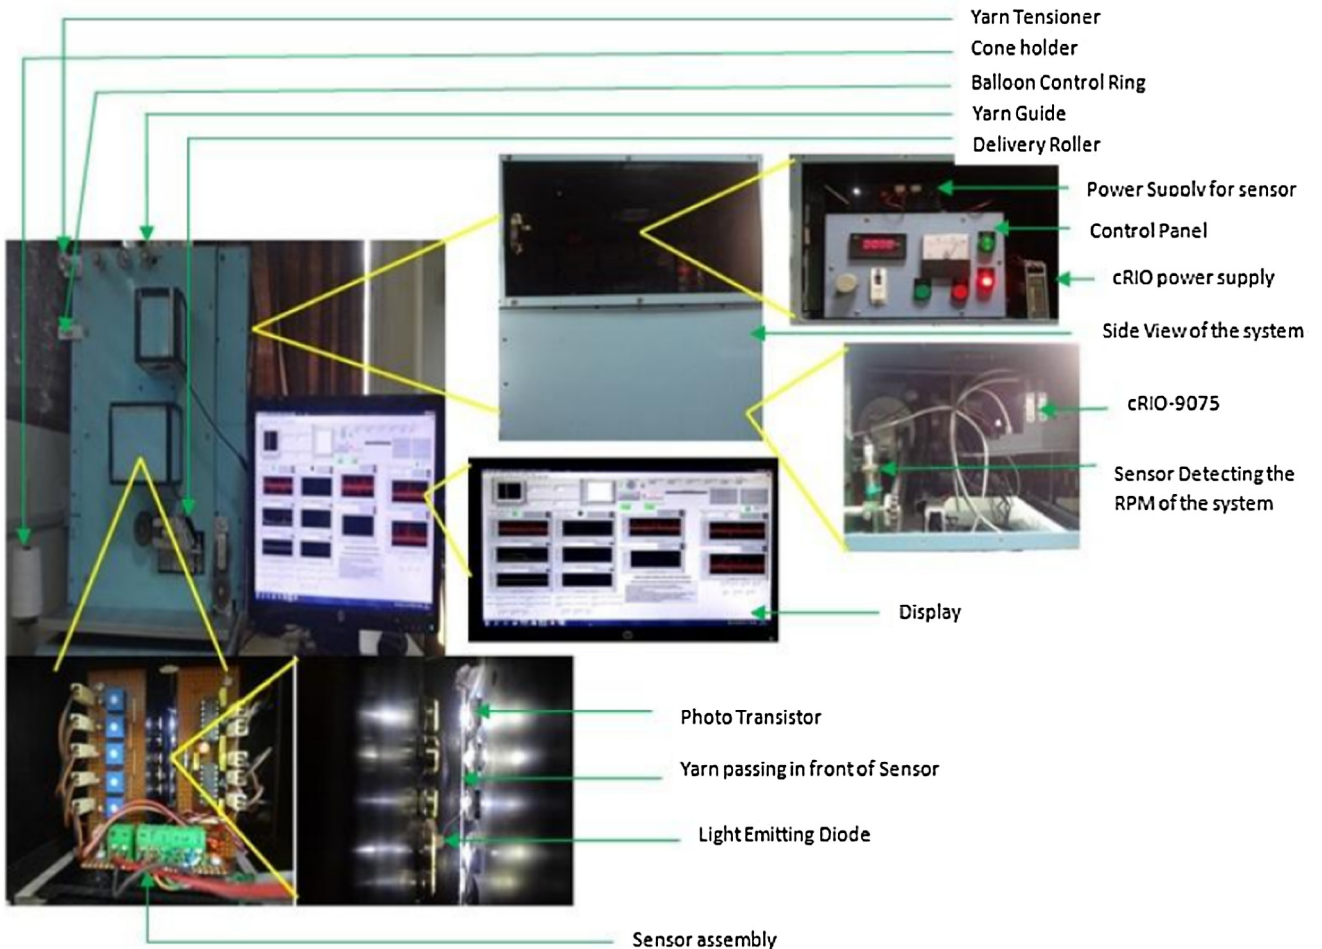 Yarn Tensioner
Cone holder
Balloon Control Ring
Yarn Guide
Delivery Roller
Power Supply for sensor
Control Panel
cRIO power supply
Side View of the system
cRIO-9075
Sensor Detecting the
RPM of the system
Display
Photo Transistor
Yarn passing in front of Sensor
Light Emitting Diode
Sensor assembly